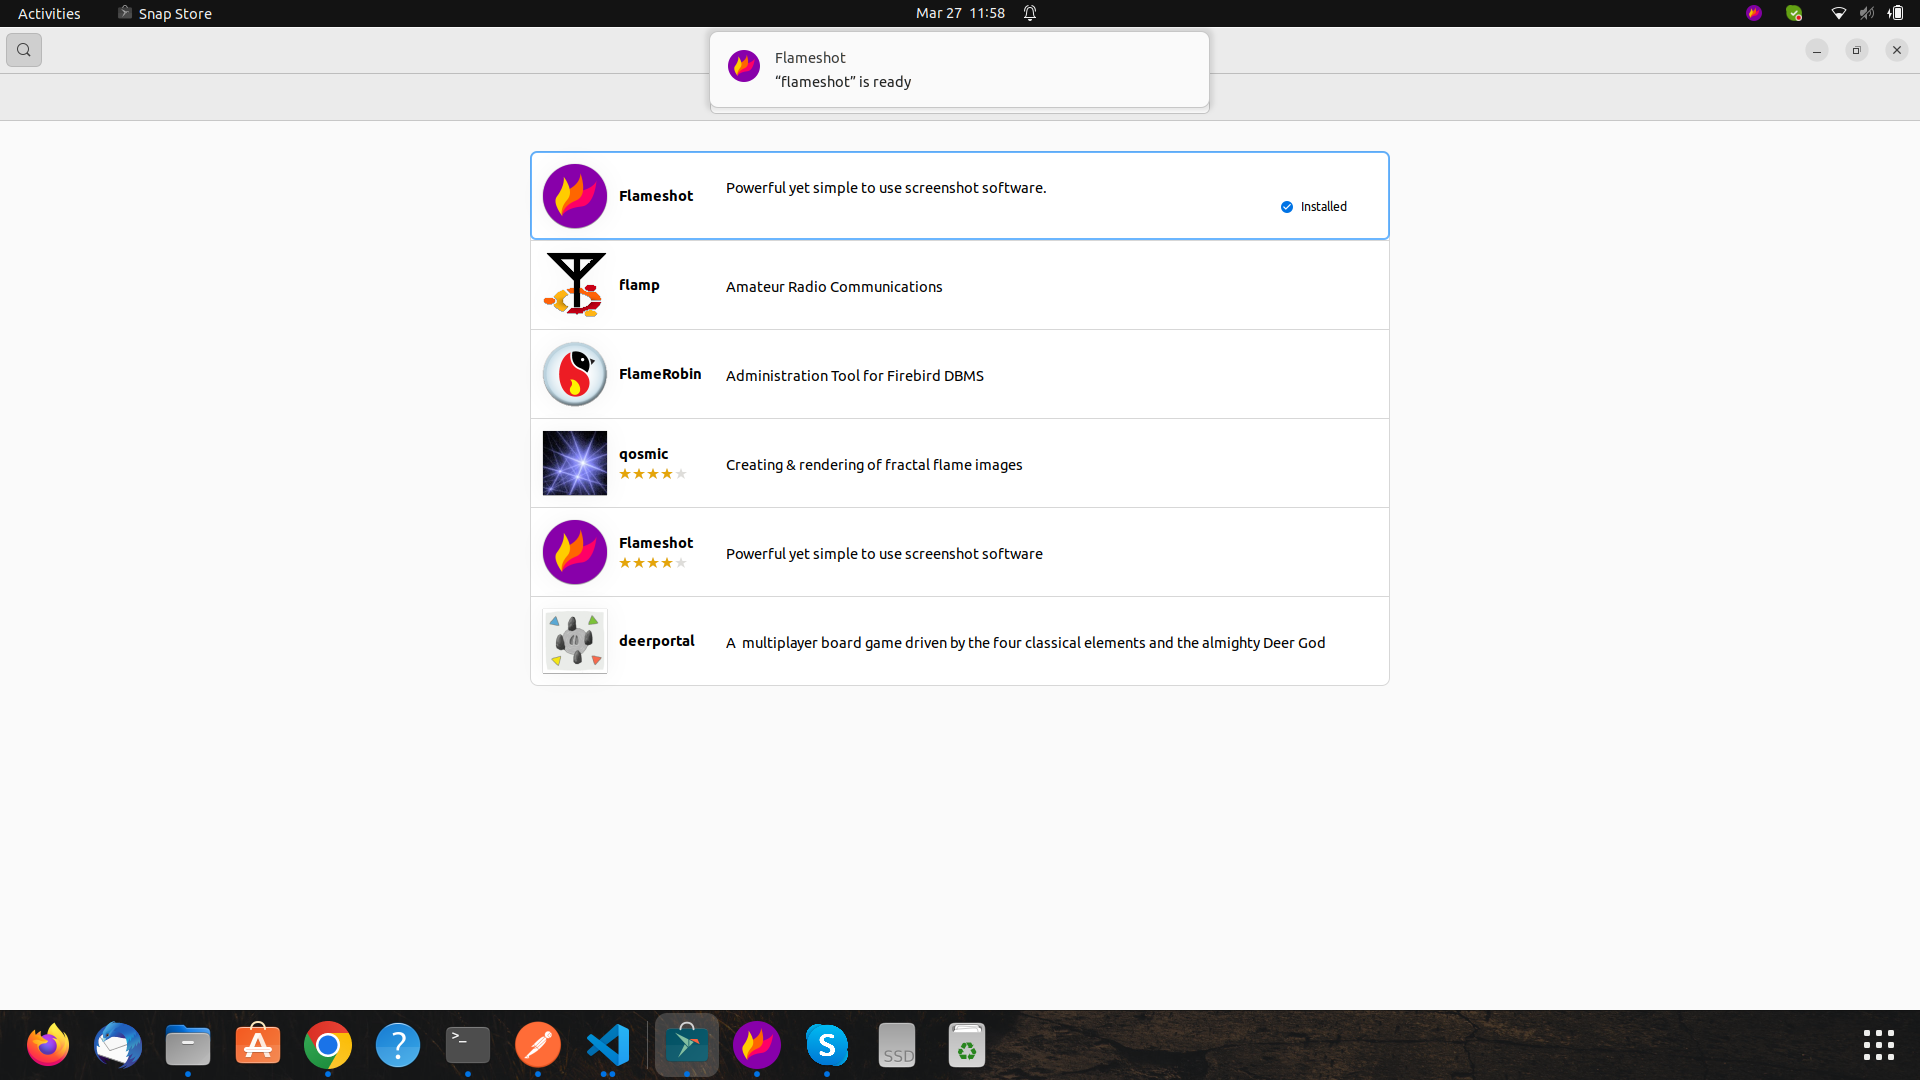 Activities
Snap Store
Mar 27 11:58
Flameshot
“flameshot” is ready
Flameshot
Powerful yet simple to use screenshot software.
Installed
flamp
Amateur Radio Communications
FlameRobin
Administration Tool for Firebird DBMS
qosmic
Creating & rendering of fractal flame images
Flameshot
Powerful yet simple to use screenshot software
deerportal
A multiplayer board game driven by the four classical elements and the almighty Deer God
SSD